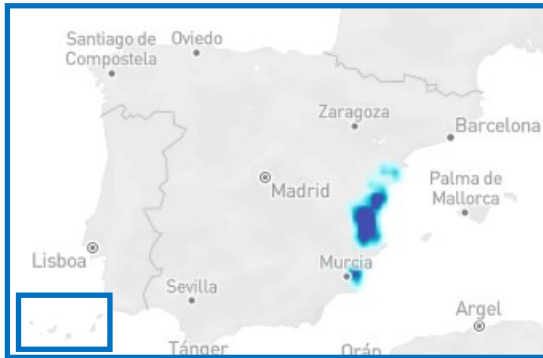 Santiago de
Compostela
Oviedo
Zaragoza
Barcelona
Madrid
Palma de
Mallorca
Lisboa
Murcia
Sevilla
Argel
Tánger
Orán